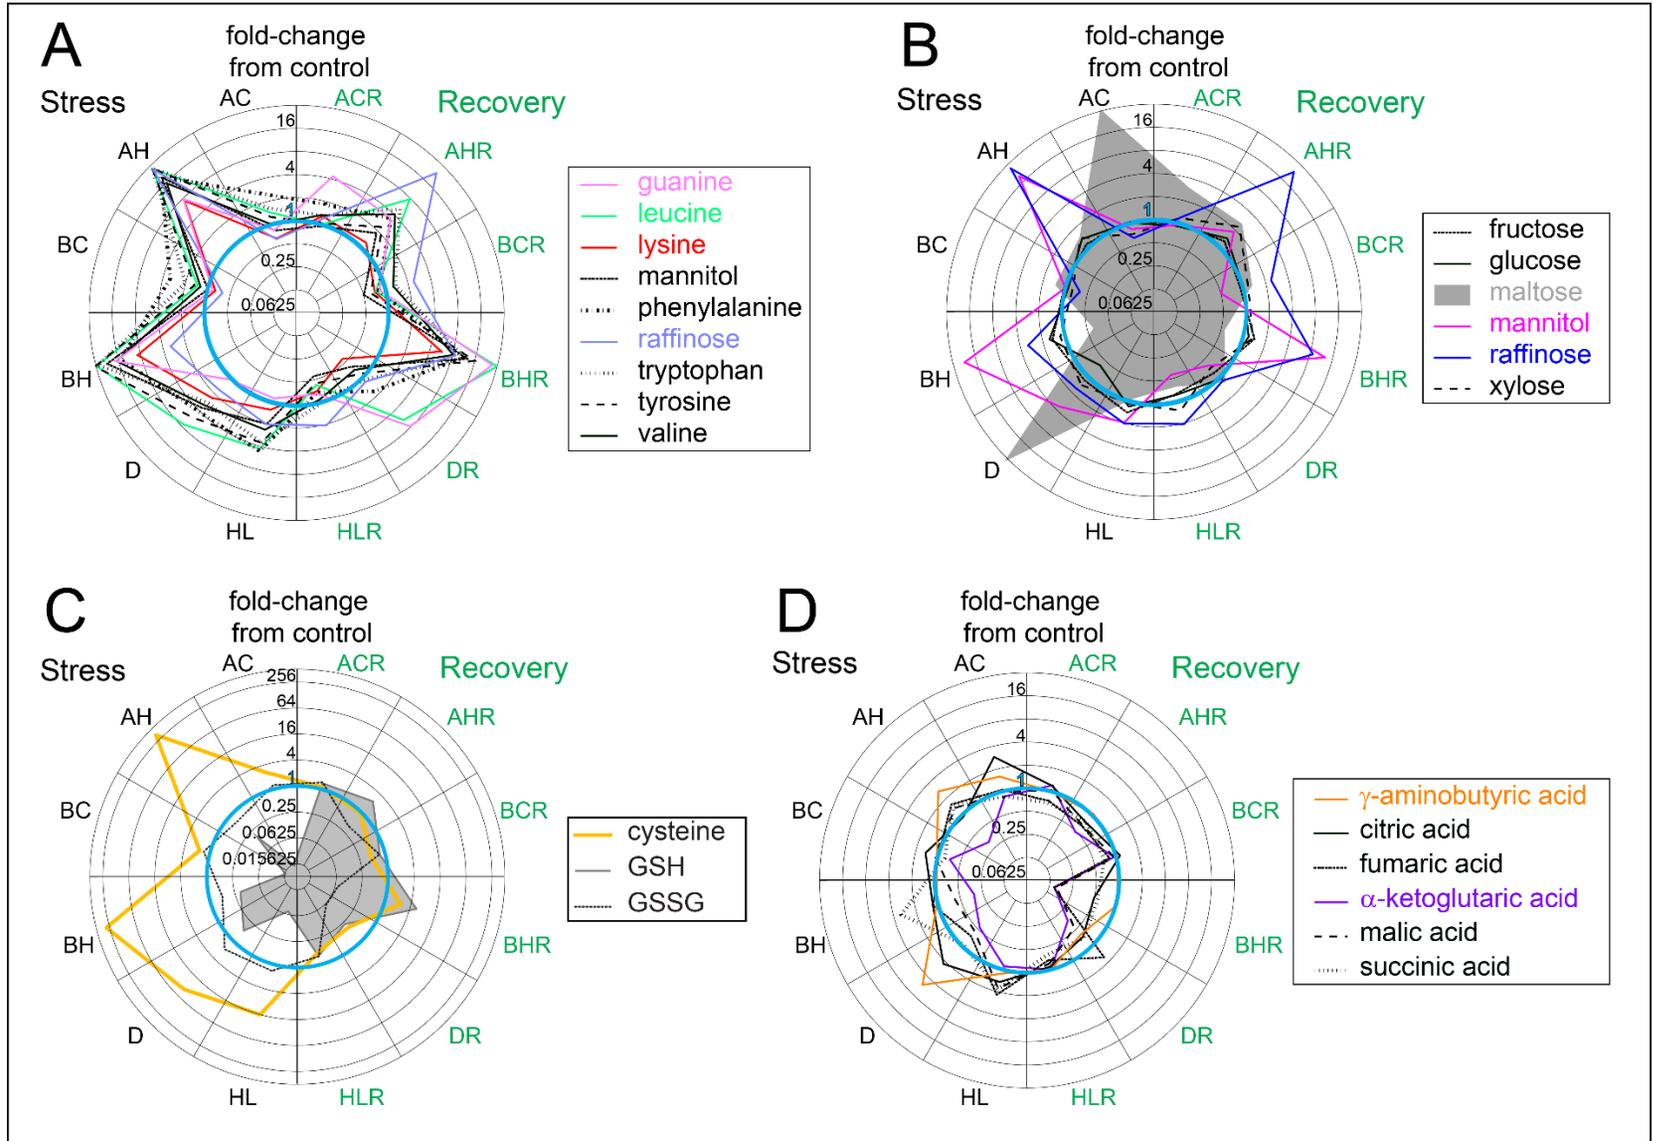 A
fold-change
from control
Stress
AC
ACR
Recovery
AH
AHR
BC
BCR
BH
BHR
D
DR
HL
HLR
16
4
1
0.25
0.0625
guanine
leucine
lysine
mannitol
phenylalanine
raffinose
tryptophan
tyrosine
valine
B
fold-change
from control
Stress
AC
ACR
Recovery
AH
AHR
BC
BCR
BH
BHR
D
DR
HL
HLR
16
4
1
0.25
0.0625
fructose
glucose
maltose
mannitol
raffinose
xylose
C
fold-change
from control
Stress
AC
ACR
Recovery
AH
AHR
BC
BCR
BH
BHR
D
DR
HL
HLR
256
64
16
4
1
0.25
0.0625
0.015625
cysteine
GSH
GSSG
D
fold-change
from control
Stress
AC
ACR
Recovery
AH
AHR
BC
BCR
BH
BHR
D
DR
HL
HLR
16
4
1
0.25
0.0625
γ-aminobutyric acid
citric acid
fumaric acid
α-ketoglutaric acid
malic acid
succinic acid